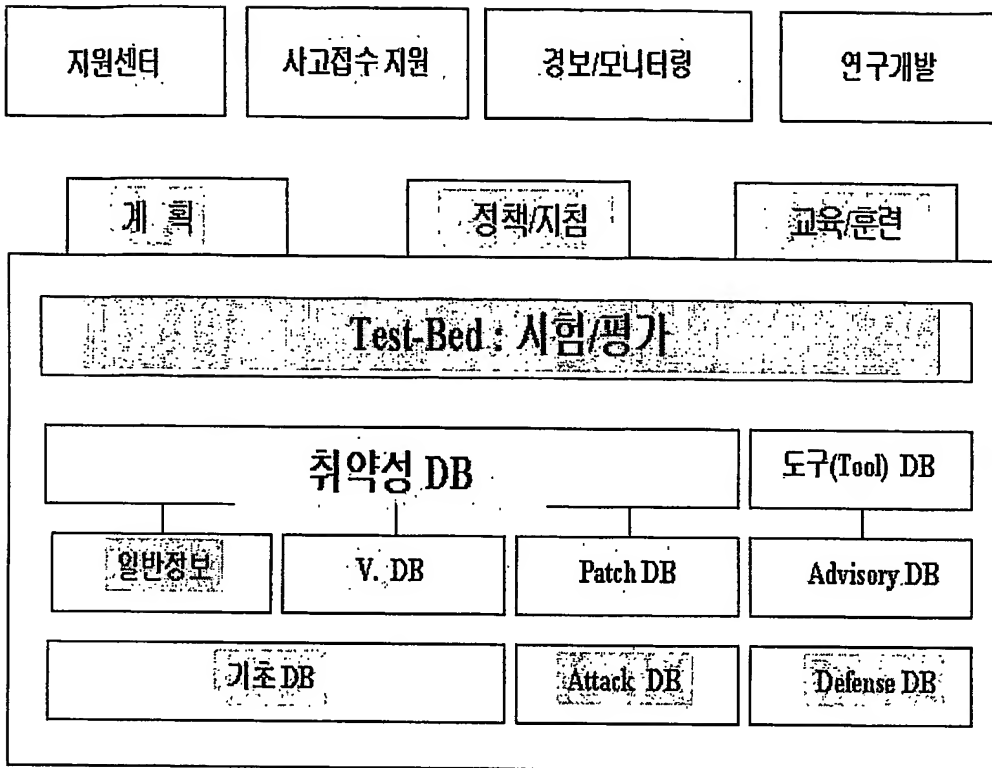 지원센터
사고접수 지원
경보/모니터링
연구개발
계 획
정책/지침
교육/훈련
Test-Bed : 시험/평가
취약성 DB
도구(Tool) DB
일반정보
V. DB
Patch DB
Advisory DB
기초 DB
Attack DB
Defense DB